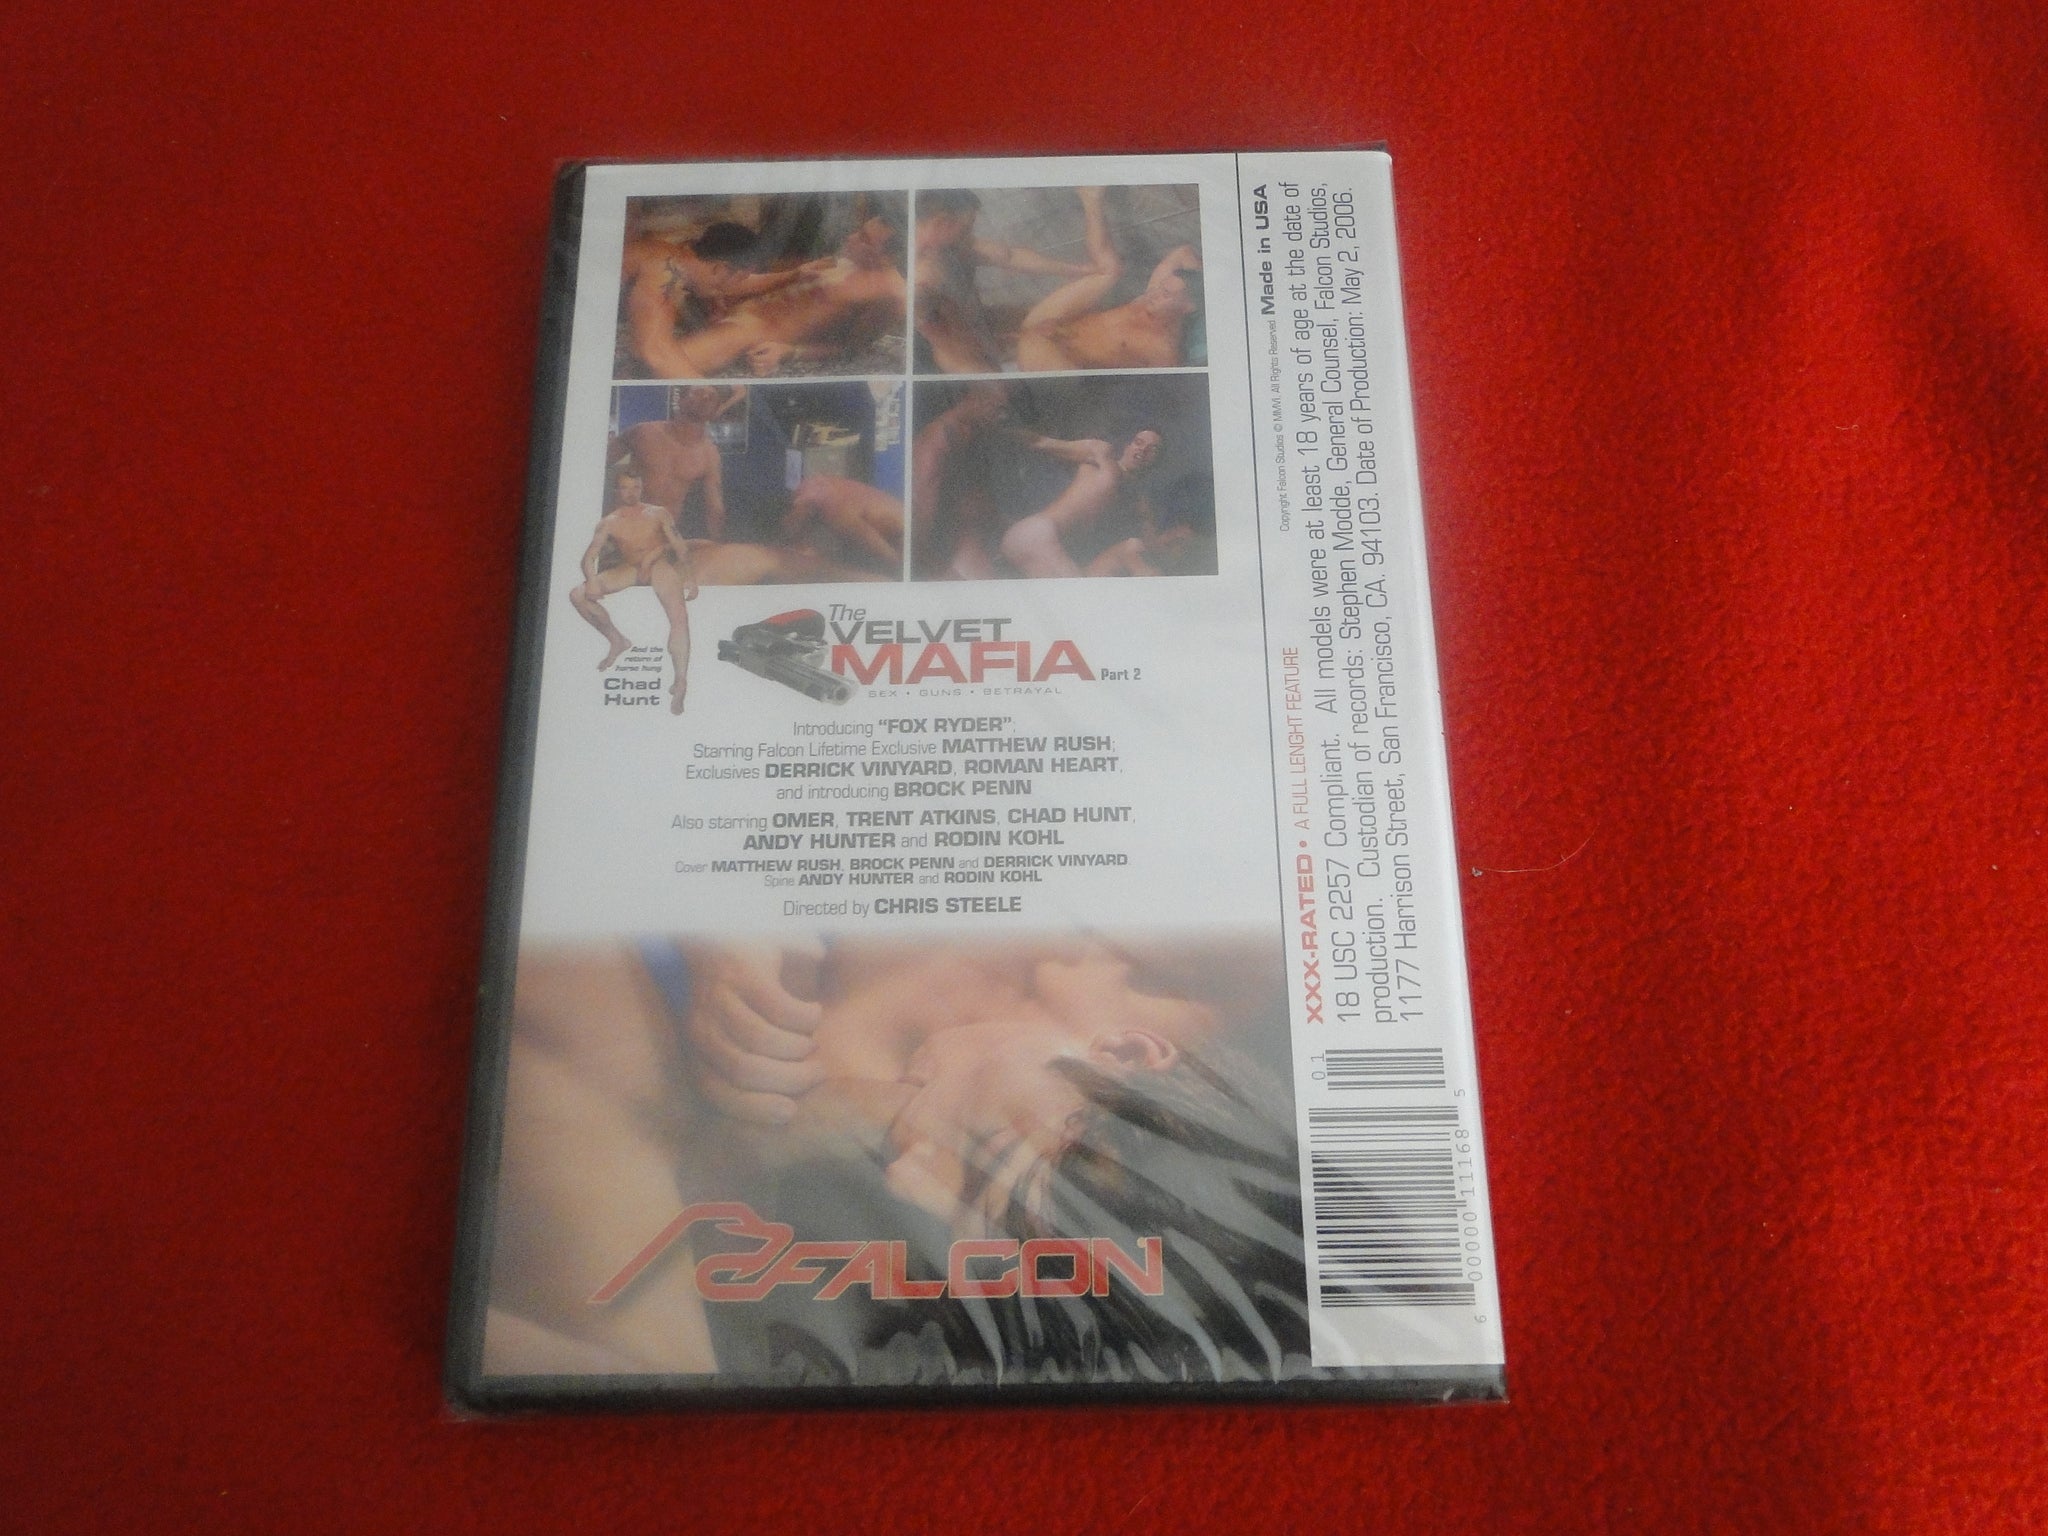 And the
return of
horse hung
Chad
Hunt
The
VELVET
MAFIA Part 2
SEX • GUNS • BETRAYAL
Introducing “FOX RYDER”,
Starring Falcon Lifetime Exclusive MATTHEW RUSH;
Exclusives DERRICK VINYARD, ROMAN HEART,
and introducing BROCK PENN
Also starring OMER, TRENT ATKINS, CHAD HUNT,
ANDY HUNTER and RODIN KOHL
Cover MATTHEW RUSH, BROCK PENN and DERRICK VINYARD.
Spine ANDY HUNTER and RODIN KOHL
Directed by CHRIS STEELE
FALCON
XXX-RATED • A FULL LENGHT FEATURE Copyright Falcon Studios © MMVI. All Rights Reserved. Made in USA
18 USC 2257 Compliant. All models were at least 18 years of age at the date of
production. Custodian of records: Stephen Modde, General Counsel, Falcon Studios,
1177 Harrison Street, San Francisco, CA. 94103. Date of Production: May 2, 2006.
0 1
6 00000 11168 5